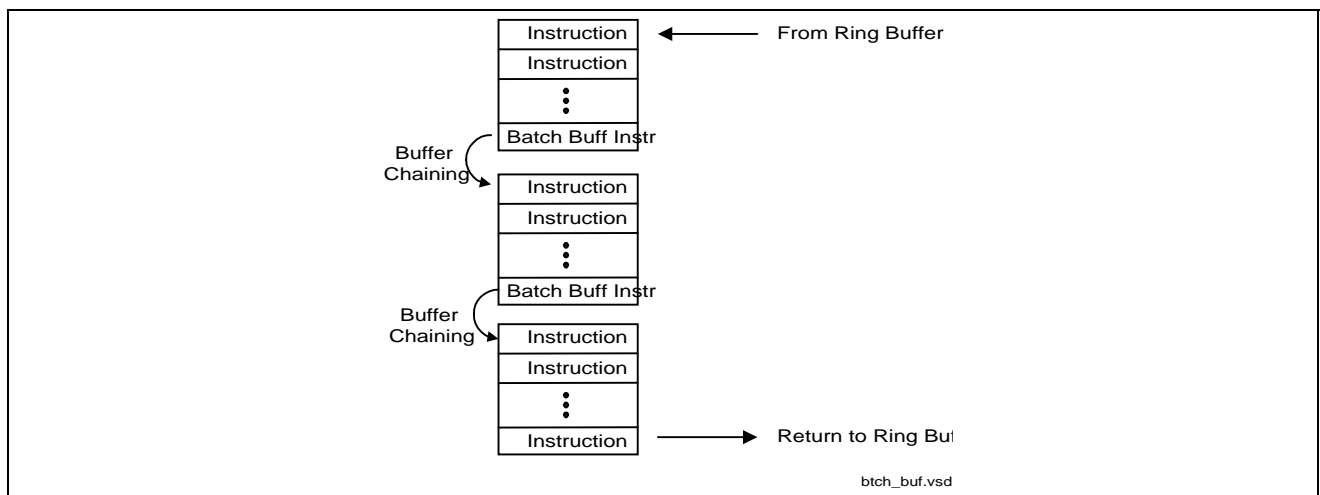 Instruction
From Ring Buffer
Instruction
Batch Buff Instr
Buffer
Chaining
Instruction
Instruction
Batch Buff Instr
Buffer
Chaining
Instruction
Instruction
Instruction
Return to Ring Buf
btch_buf.vsd